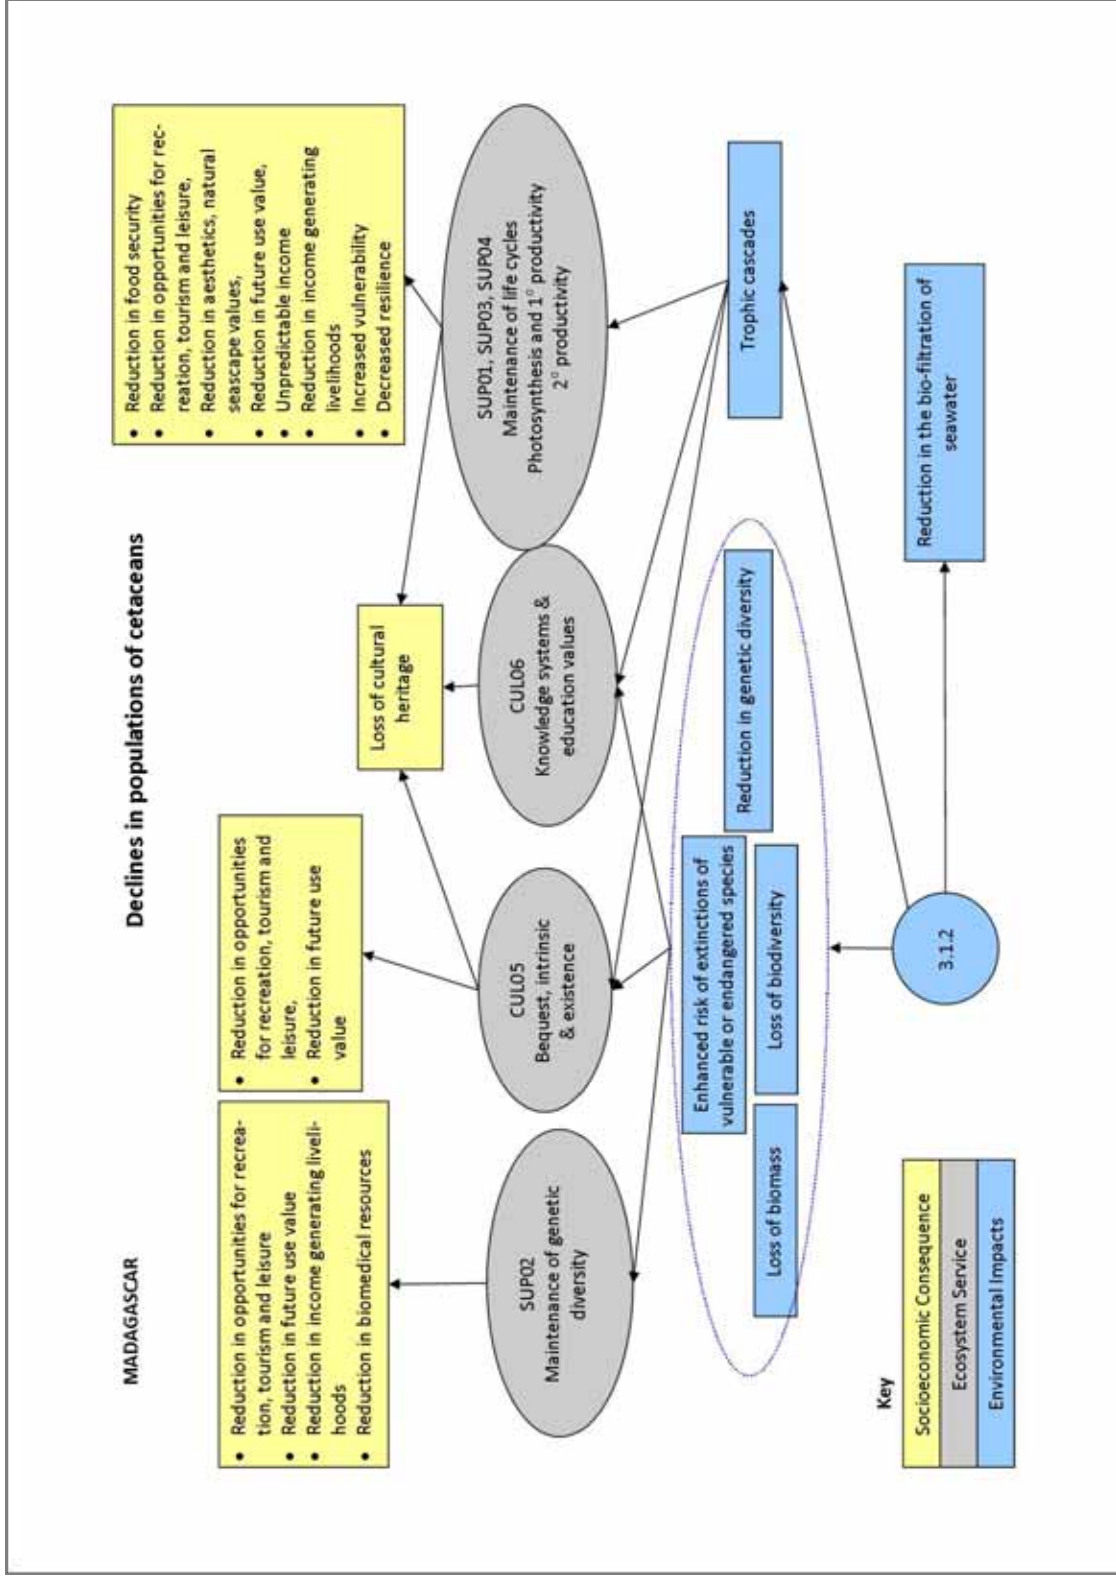 MADAGASCAR
Declines in populations of cetaceans
• Reduction in opportunities for recrea-
tion, tourism and leisure
• Reduction in future use value
• Reduction in income generating liveli-
hoods
• Reduction in biomedical resources
• Reduction in opportunities
for recreation, tourism and
leisure,
• Reduction in future use
value
Loss of cultural
heritage
• Reduction in food security
• Reduction in opportunities for rec-
reation, tourism and leisure,
• Reduction in aesthetics, natural
seascape values,
• Reduction in future use value,
• Unpredictable income
• Reduction in income generating
livelihoods
• Increased vulnerability
• Decreased resilience
SUP02
Maintenance of genetic
diversity
CUL05
Bequest, intrinsic
& existence
CUL06
Knowledge systems &
education values
SUP01, SUP03, SUP04
Maintenance of life cycles
Photosynthesis and 1° productivity
2° productivity
Enhanced risk of extinctions of
vulnerable or endangered species
Loss of biomass
Loss of biodiversity
Reduction in genetic diversity
Trophic cascades
3.1.2
Reduction in the bio-filtration of
seawater
Key
Socioeconomic Consequence
Ecosystem Service
Environmental Impacts